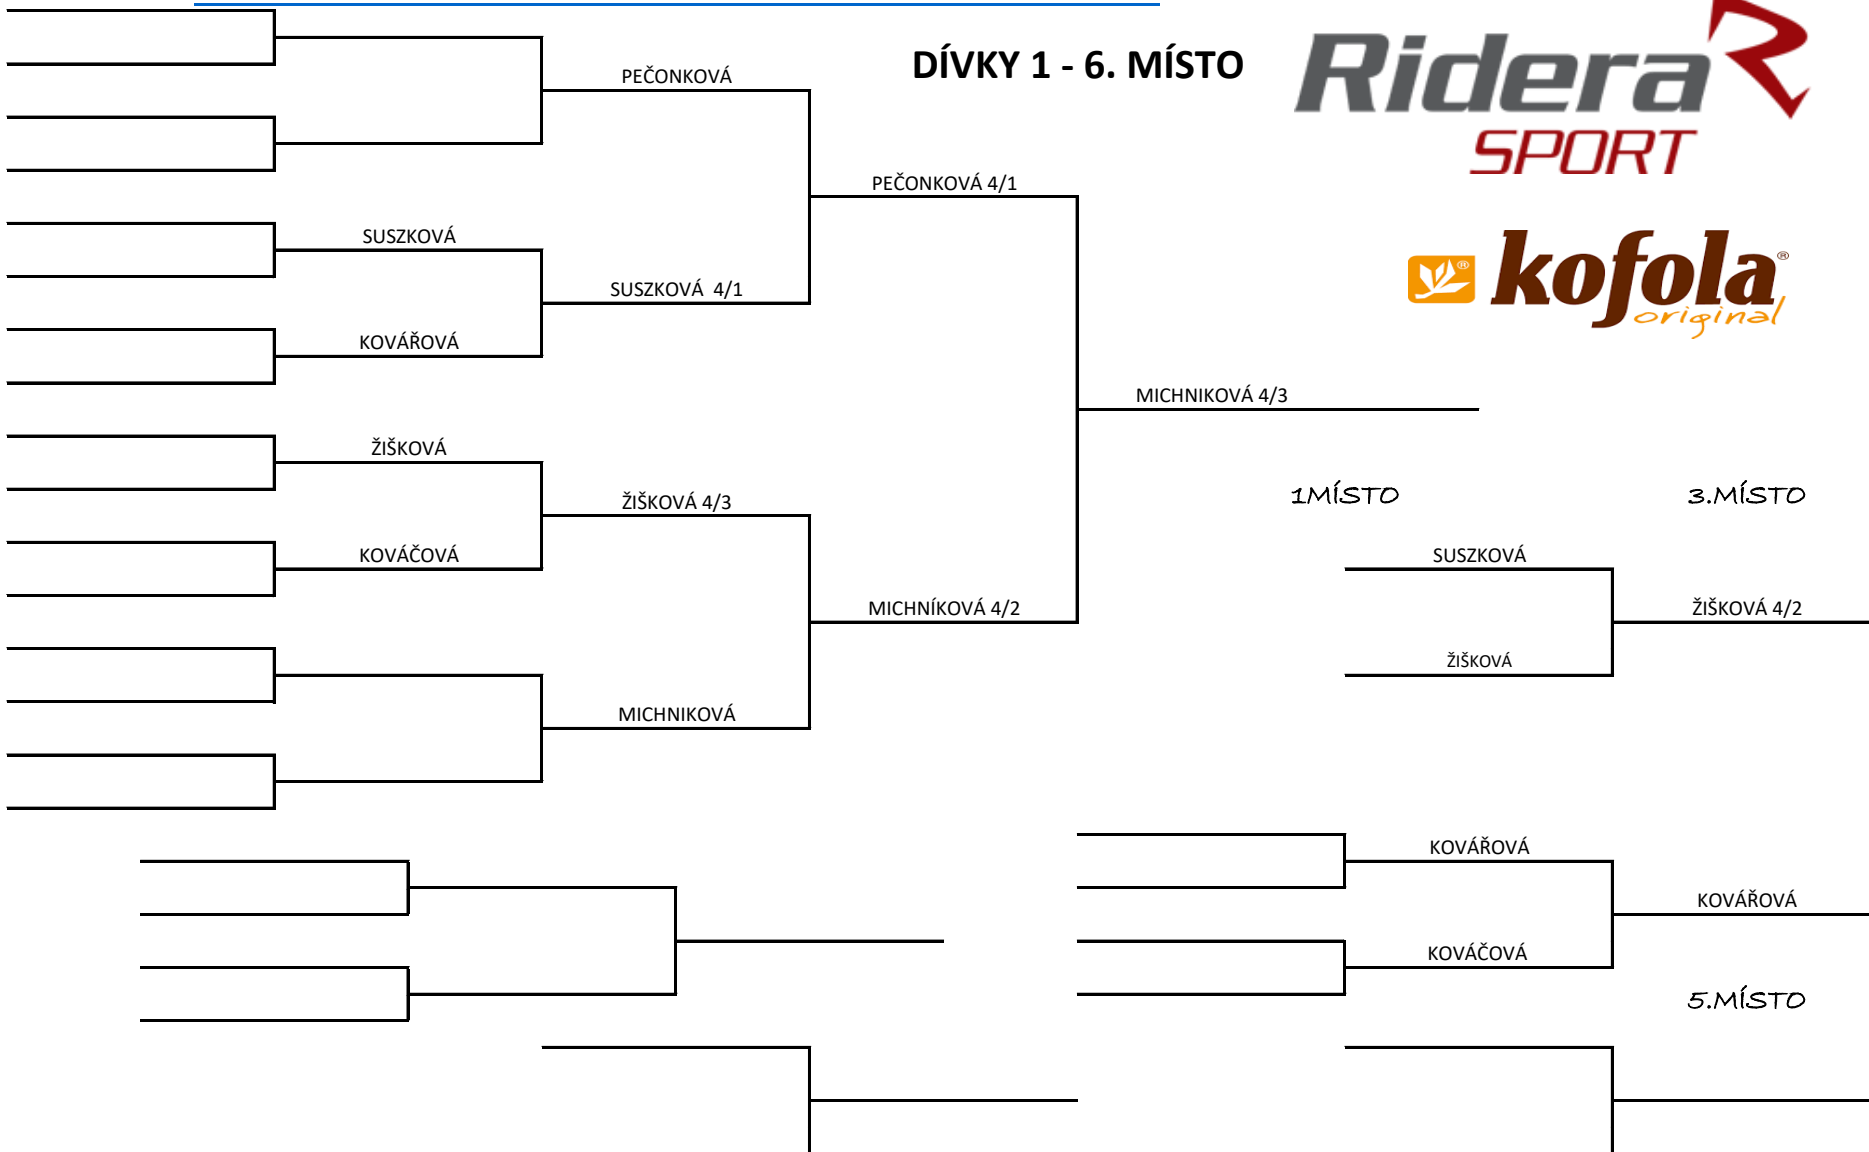 DÍVKY 1 - 6. MÍSTO
Ridera
SPORT
PEČONKOVÁ
PEČONKOVÁ 4/1
SUSZKOVÁ
kofola®
original
SUSZKOVÁ  4/1
KOVÁŘOVÁ
MICHNIKOVÁ 4/3
ŽIŠKOVÁ
ŽIŠKOVÁ 4/3
1MÍSTO
3.MÍSTO
KOVÁČOVÁ
SUSZKOVÁ
MICHNÍKOVÁ 4/2
ŽIŠKOVÁ 4/2
ŽIŠKOVÁ
MICHNIKOVÁ
KOVÁŘOVÁ
KOVÁŘOVÁ
KOVÁČOVÁ
5.MÍSTO